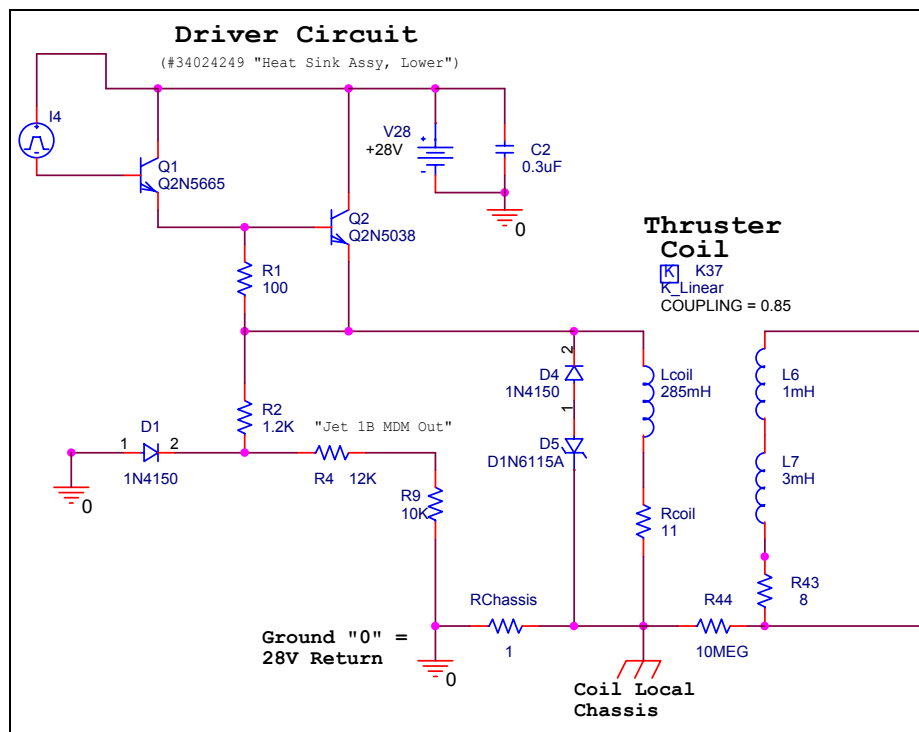 Driver Circuit
(#34024249 "Heat Sink Assy, Lower")
I4
Q1
Q2N5665
V28
+28V
C2
0.3uF
0
Q2
Q2N5038
Thruster
Coil
K K37
K_Linear
COUPLING = 0.85
R1
100
2
D4
1N4150
1
Lcoil
285mH
L6
1mH
R2
1.2K
"Jet 1B MDM Out"
D1
1 2
1N4150
0
R4 12K
R9
10K
D5
D1N6115A
L7
3mH
Rcoil
11
R43
8
RChassis
1
R44
10MEG
Ground "0" =
28V Return
0
Coil Local
Chassis